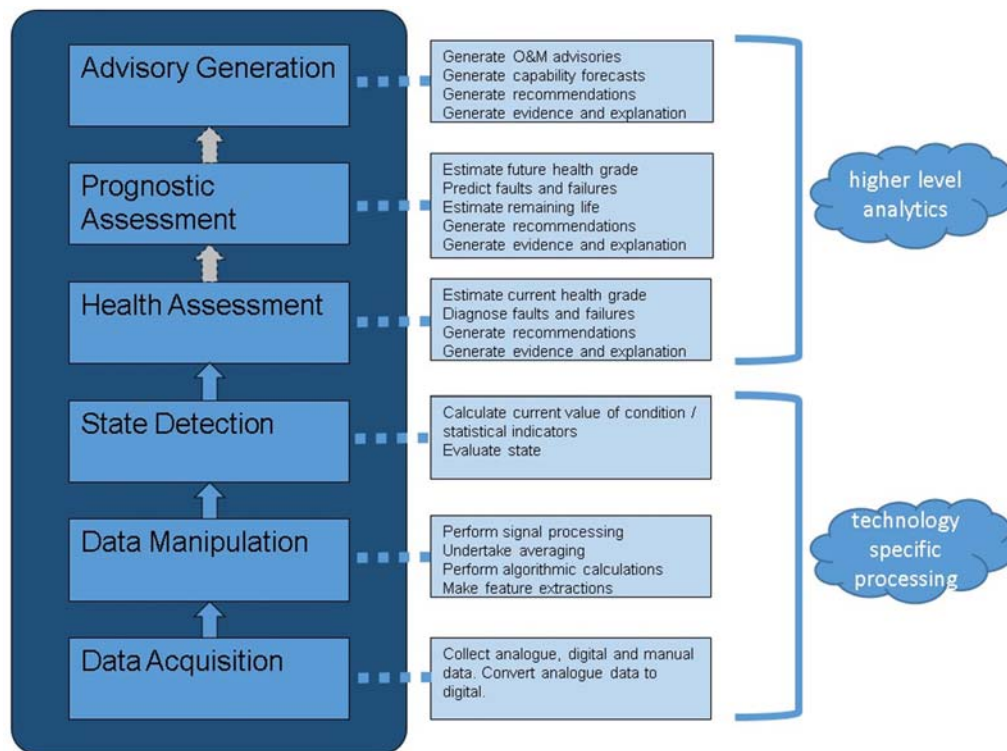 Advisory Generation
Generate O&M advisories
Generate capability forecasts
Generate recommendations
Generate evidence and explanation
Prognostic
Assessment
Estimate future health grade
Predict faults and failures
Estimate remaining life
Generate recommendations
Generate evidence and explanation
higher level
analytics
Health Assessment
Estimate current health grade
Diagnose faults and failures
Generate recommendations
Generate evidence and explanation
State Detection
Calculate current value of condition /
statistical indicators
Evaluate state
Data Manipulation
Perform signal processing
Undertake averaging
Perform algorithmic calculations
Make feature extractions
technology
specific
processing
Data Acquisition
Collect analogue, digital and manual
data. Convert analogue data to
digital.